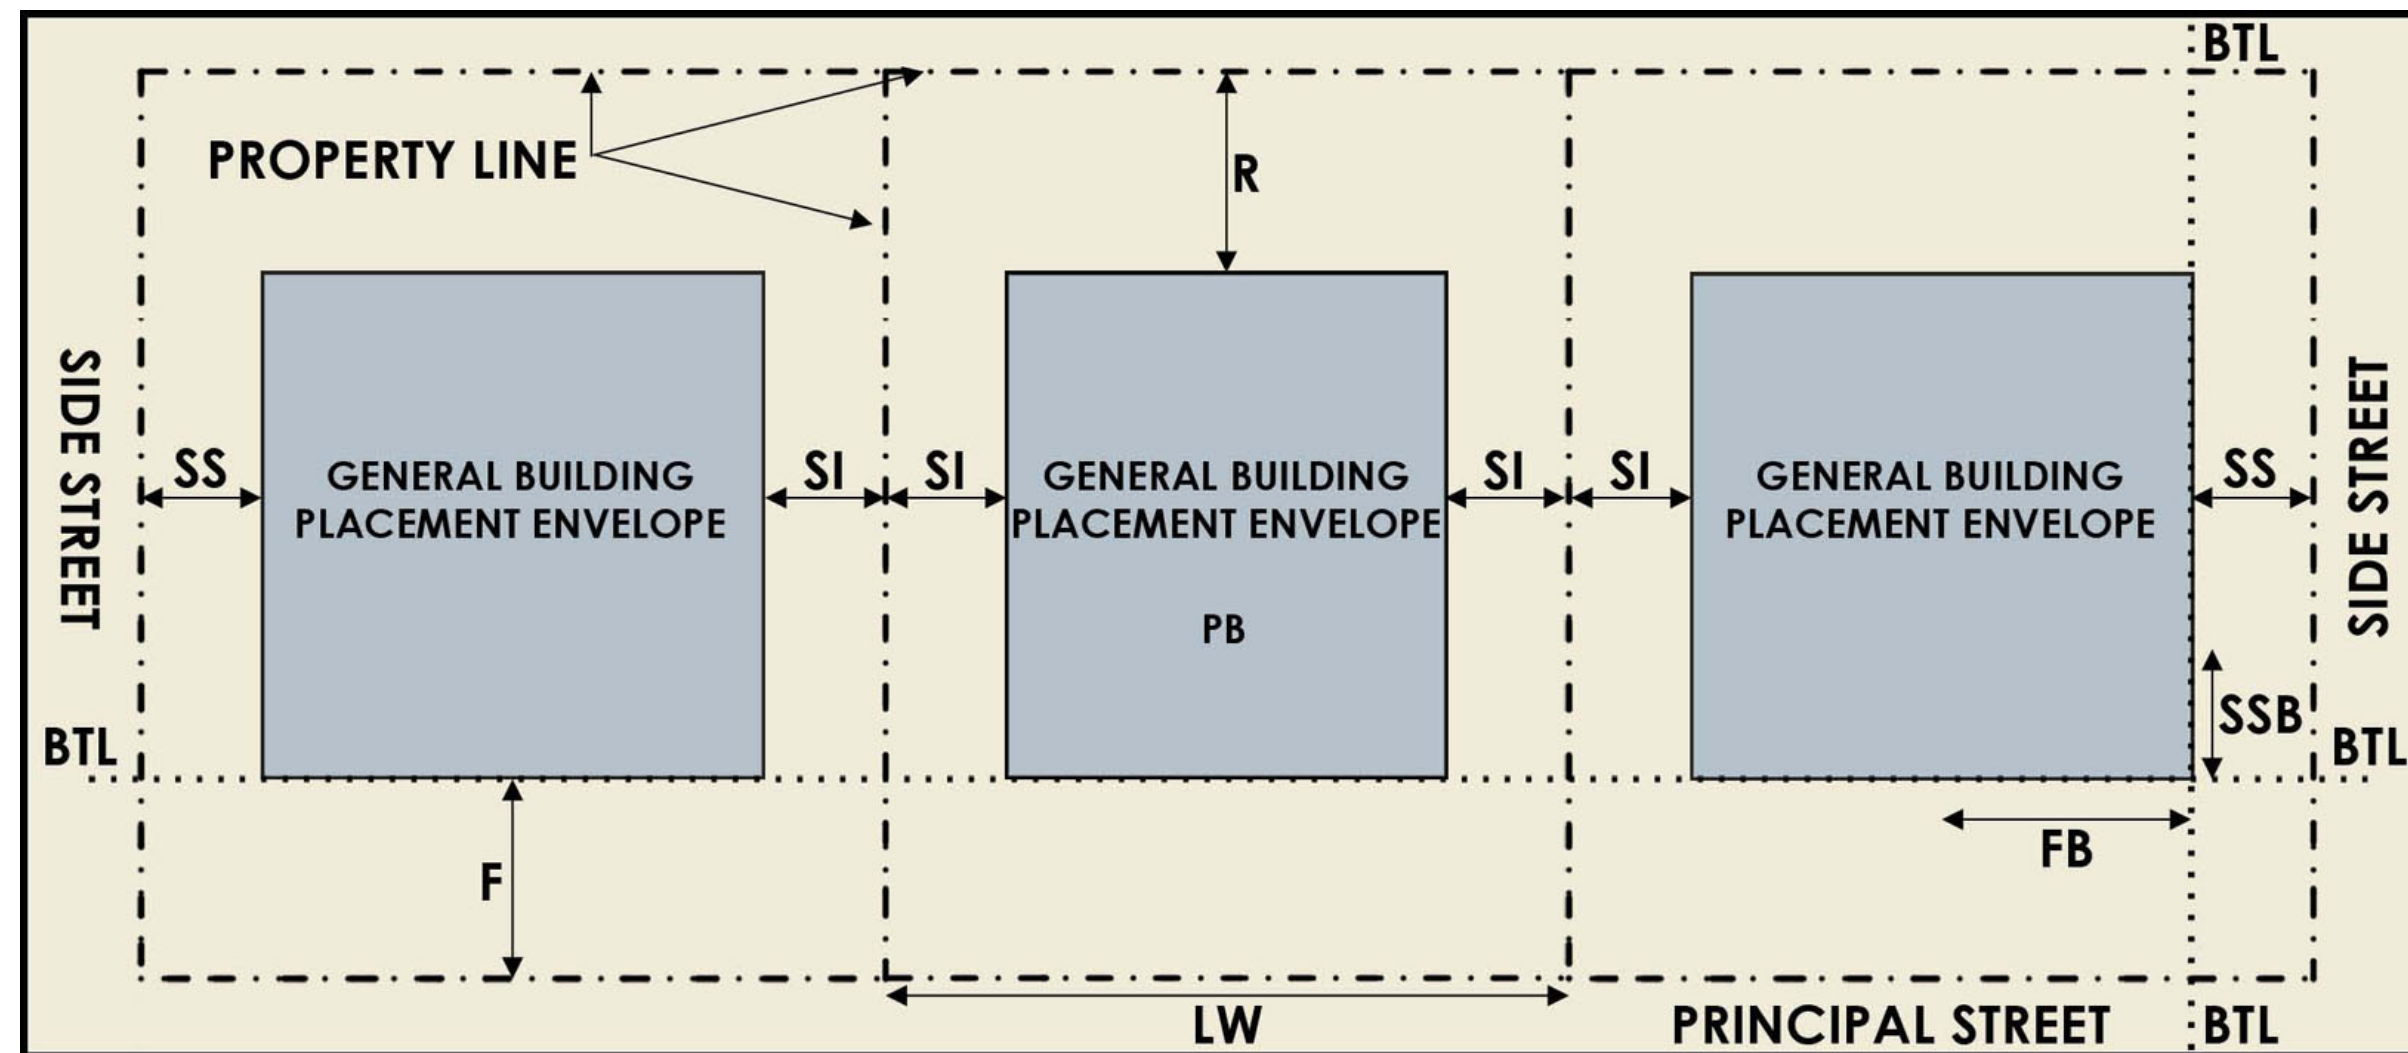 BTL
PROPERTY LINE
R
SIDE STREET
SS
GENERAL BUILDING
PLACEMENT ENVELOPE
SI
SI
GENERAL BUILDING
PLACEMENT ENVELOPE
PB
SI
SI
GENERAL BUILDING
PLACEMENT ENVELOPE
SS
SIDE STREET
SSB
BTL
BTL
F
FB
LW
PRINCIPAL STREET
BTL